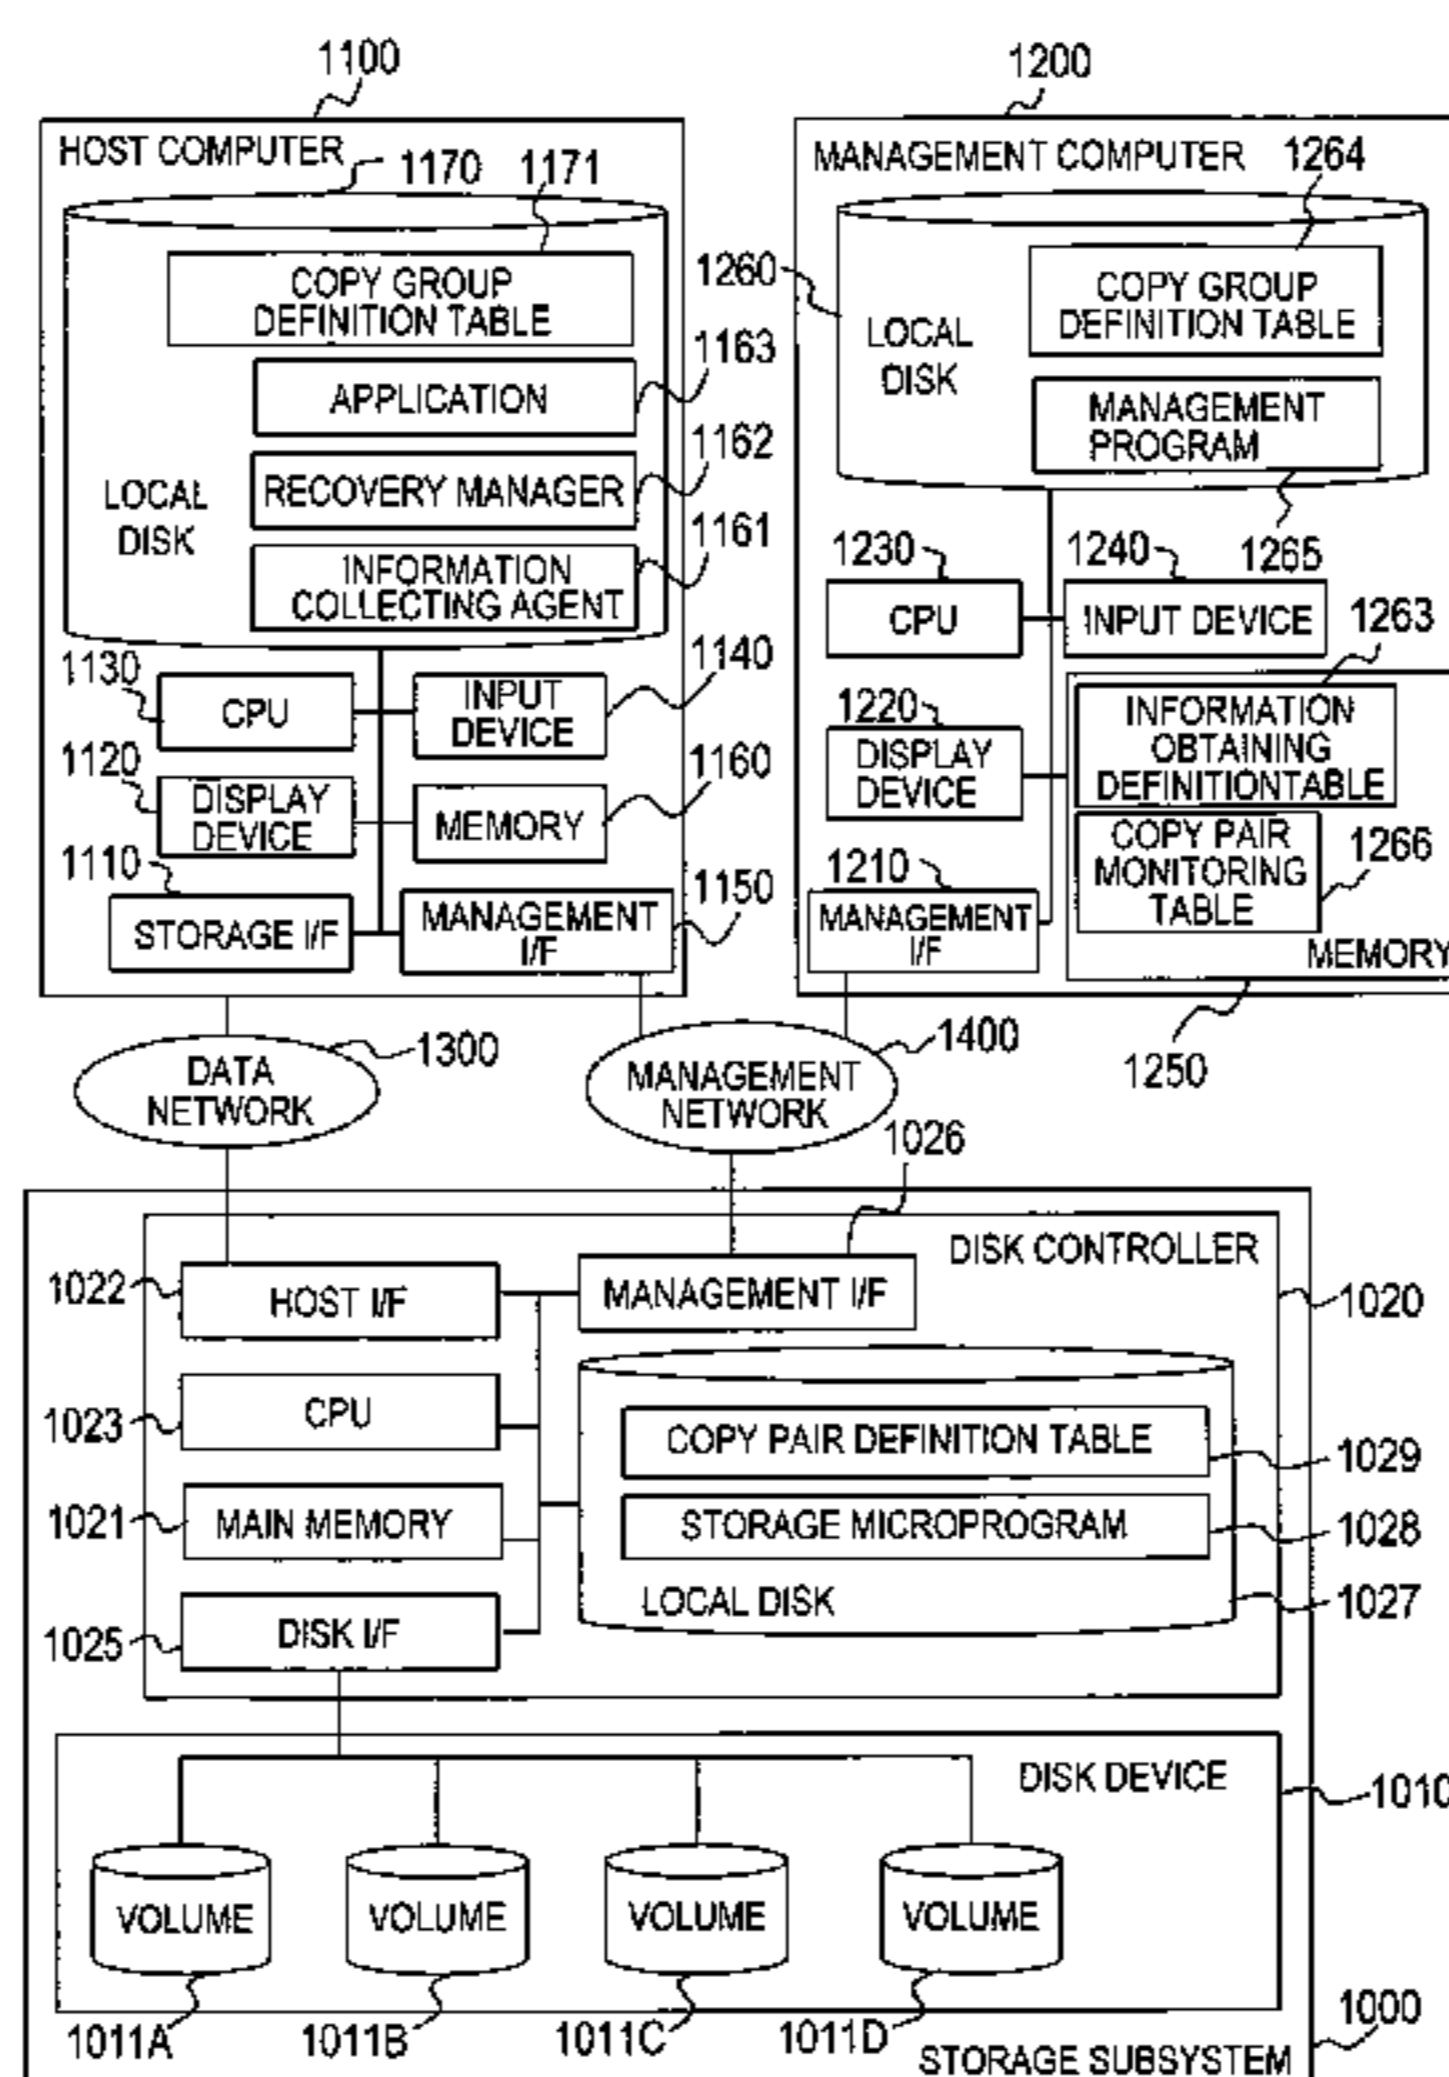 1100
1200
HOST COMPUTER
1170
1171
MANAGEMENT COMPUTER
1264
COPY GROUP
DEFINITION TABLE
1163
APPLICATION
1162
RECOVERY MANAGER
LOCAL
DISK
1161
INFORMATION
COLLECTING AGENT
1260
LOCAL
DISK
COPY GROUP
DEFINITION TABLE
MANAGEMENT
PROGRAM
1265
1130
CPU
INPUT
DEVICE
1140
1120
DISPLAY
DEVICE
MEMORY
1160
1110
STORAGE I/F
MANAGEMENT
I/F
1150
1230
CPU
1240
INPUT DEVICE
1263
1220
DISPLAY
DEVICE
INFORMATION
OBTAINING
DEFINITIONTABLE
COPY PAIR
MONITORING
TABLE
1266
1210
MANAGEMENT
I/F
MEMORY
1250
DATA
NETWORK
1300
MANAGEMENT
NETWORK
1400
1026
DISK CONTROLLER
1022
HOST I/F
MANAGEMENT I/F
1020
1023
CPU
COPY PAIR DEFINITION TABLE
1029
1021
MAIN MEMORY
STORAGE MICROPROGRAM
1028
1025
DISK I/F
LOCAL DISK
1027
DISK DEVICE
1010
VOLUME
VOLUME
VOLUME
VOLUME
1011A
1011B
1011C
1011D
1000
STORAGE SUBSYSTEM